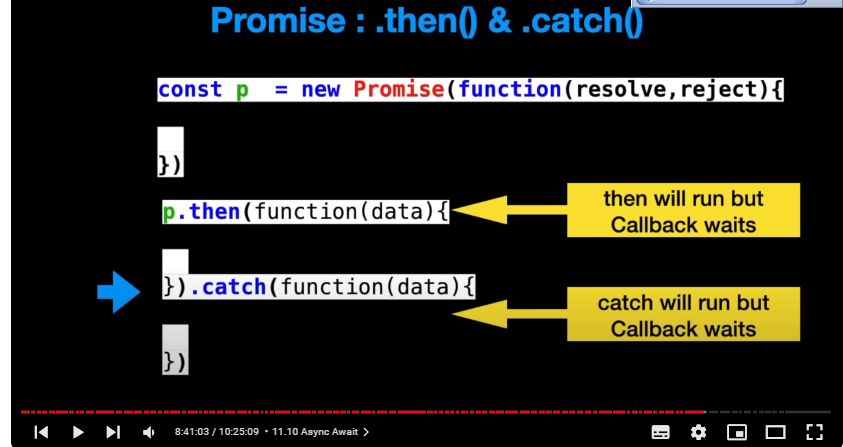 Promise : .then() & .catch()
const p = new Promise(function(resolve,reject){
})
p.then(function(data){
then will run but
Callback waits
}).catch(function(data){
catch will run but
Callback waits
})
8:41:03 / 10:25:09 • 11.10 Async Await >